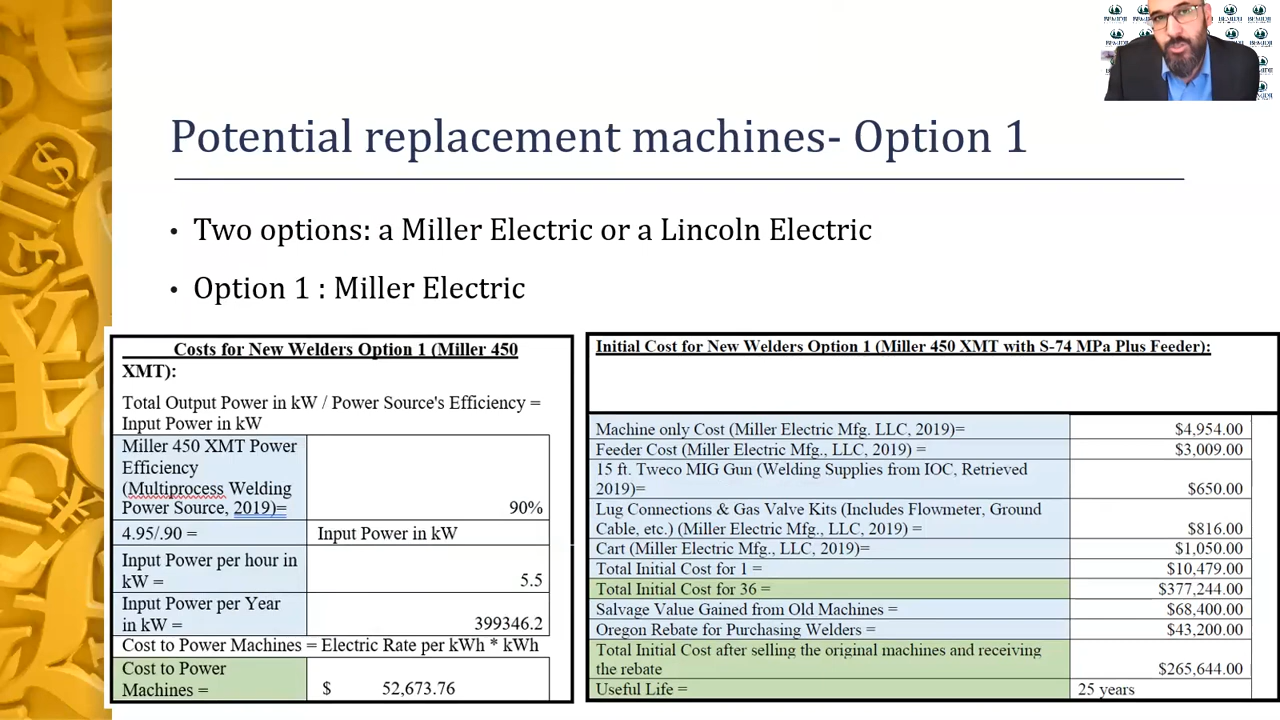 Potential replacement machines- Option 1
• Two options: a Miller Electric or a Lincoln Electric
• Option 1 : Miller Electric
Costs for New Welders Option 1 (Miller 450
XMT):
Total Output Power in kW / Power Source's Efficiency =
Input Power in kW
Miller 450 XMT Power
Efficiency
(Multiprocess Welding
Power Source, 2019)=
90%
4.95/.90 =
Input Power in kW
Input Power per hour in
kW =
5.5
Input Power per Year
in kW =
399346.2
Cost to Power Machines = Electric Rate per kWh * kWh
Cost to Power
Machines =
$ 52,673.76
Initial Cost for New Welders Option 1 (Miller 450 XMT with S-74 MPa Plus Feeder):
Machine only Cost (Miller Electric Mfg. LLC, 2019)=
$4,954.00
Feeder Cost (Miller Electric Mfg., LLC, 2019) =
$3,009.00
15 ft. Tweco MIG Gun (Welding Supplies from IOC, Retrieved
2019)=
$650.00
Lug Connections & Gas Valve Kits (Includes Flowmeter, Ground
Cable, etc.) (Miller Electric Mfg., LLC, 2019) =
$816.00
Cart (Miller Electric Mfg., LLC, 2019)=
$1,050.00
Total Initial Cost for 1 =
$10,479.00
Total Initial Cost for 36 =
$377,244.00
Salvage Value Gained from Old Machines =
$68,400.00
Oregon Rebate for Purchasing Welders =
$43,200.00
Total Initial Cost after selling the original machines and receiving
the rebate
$265,644.00
Useful Life =
25 years